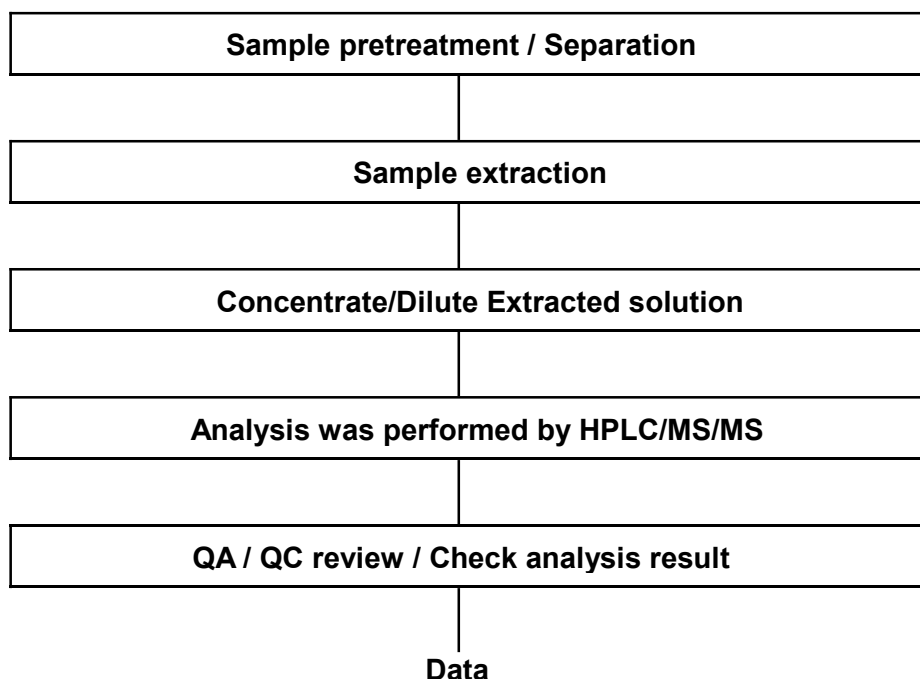 Sample pretreatment / Separation
Sample extraction
Concentrate/Dilute Extracted solution
Analysis was performed by HPLC/MS/MS
QA / QC review / Check analysis result
Data